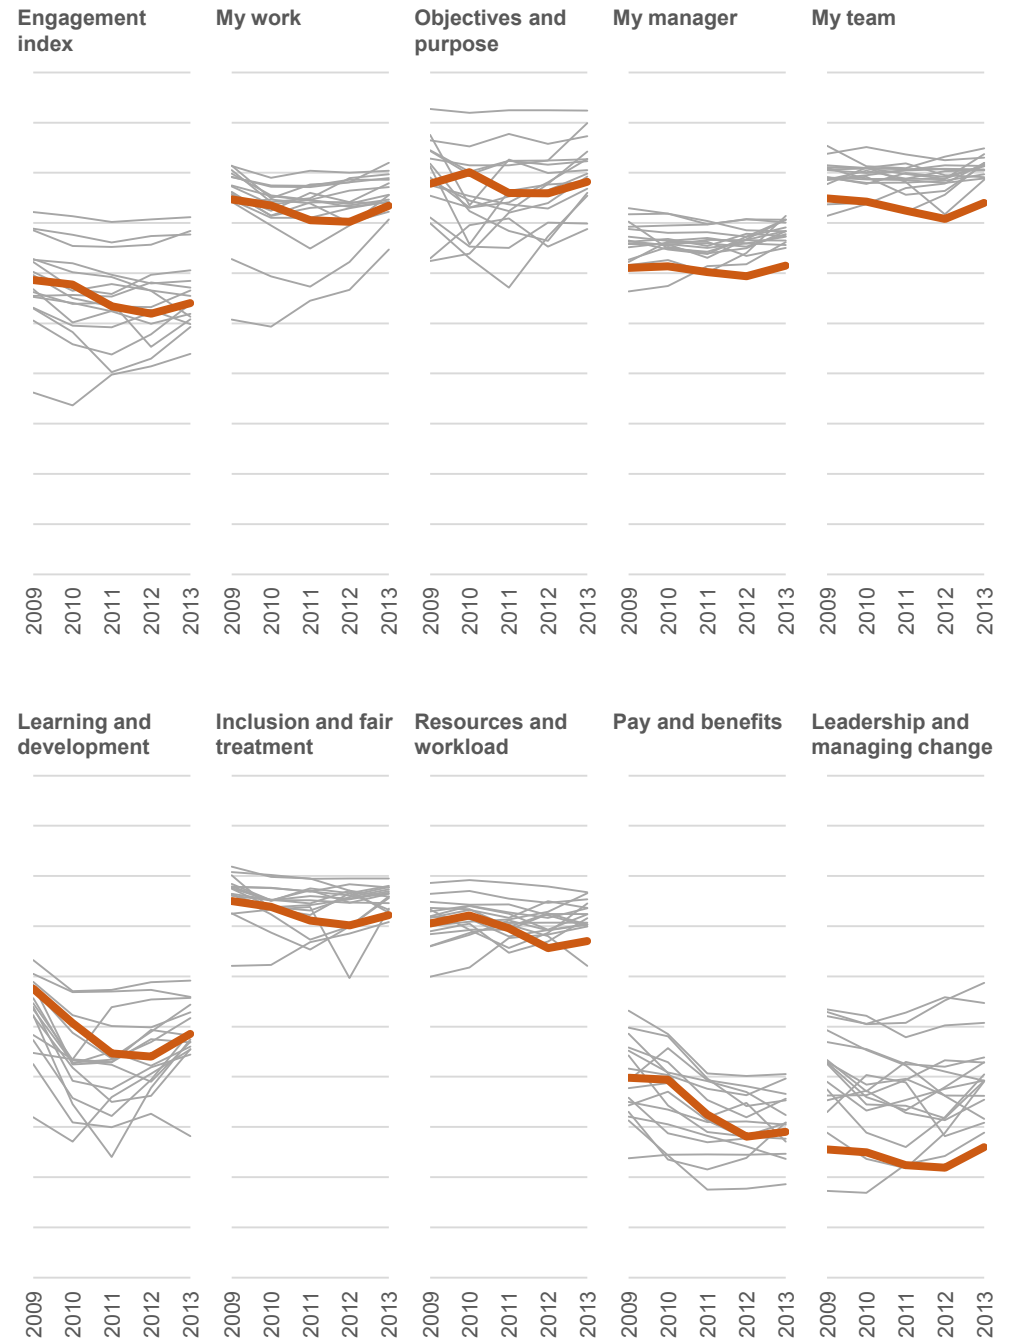 Engagement
index
My work
Objectives and
purpose
My manager
My team
2009 2010 2011 2012 2013
2009 2010 2011 2012 2013
2009 2010 2011 2012 2013
2009 2010 2011 2012 2013
2009 2010 2011 2012 2013
Learning and
development
Inclusion and fair
treatment
Resources and
workload
Pay and benefits
Leadership and
managing change
2009 2010 2011 2012 2013
2009 2010 2011 2012 2013
2009 2010 2011 2012 2013
2009 2010 2011 2012 2013
2009 2010 2011 2012 2013